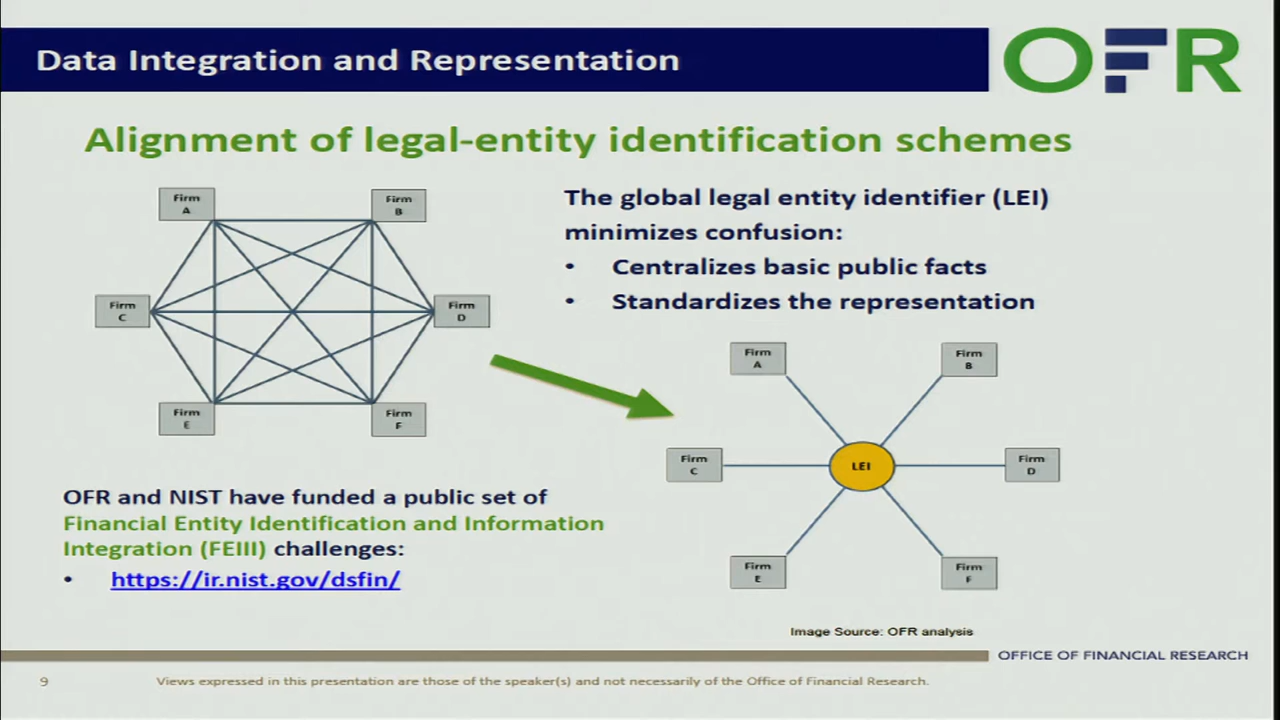 Data Integration and Representation
OFR
Alignment of legal-entity identification schemes
Firm
A
Firm
B
Firm
C
Firm
D
Firm
E
Firm
F
The global legal entity identifier (LEI)
minimizes confusion:
• Centralizes basic public facts
• Standardizes the representation
Firm
A
Firm
B
Firm
C
LEI
Firm
D
Firm
E
Firm
F
OFR and NIST have funded a public set of
Financial Entity Identification and Information
Integration (FEIII) challenges:
• https://ir.nist.gov/dsfin/
Image Source: OFR analysis
OFFICE OF FINANCIAL RESEARCH
9
Views expressed in this presentation are those of the speaker(s) and not necessarily of the Office of Financial Research.